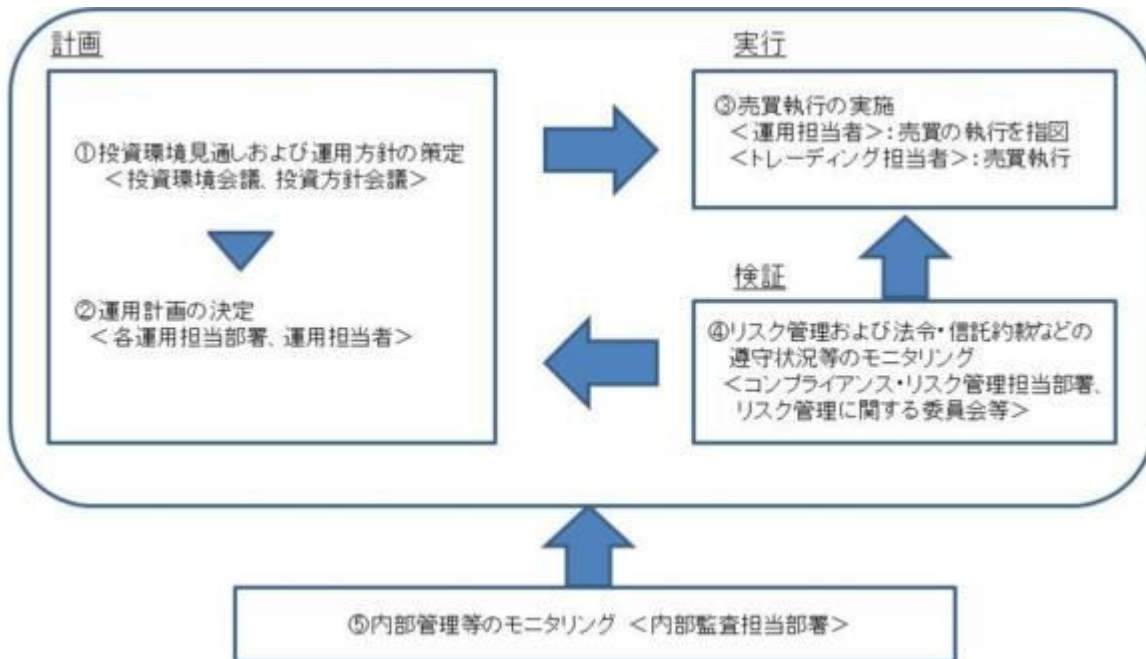 計画
①投資環境見通しおよび運用方針の策定
＜投資環境会議、投資方針会議＞
②運用計画の決定
＜各運用担当部署、運用担当者＞
実行
③売買執行の実施
＜運用担当者＞：売買の執行を指図
＜トレーディング担当者＞：売買執行
検証
④リスク管理および法令・信託約款などの
遵守状況等のモニタリング
＜コンプライアンス・リスク管理担当部署、
リスク管理に関する委員会等＞
⑤内部管理等のモニタリング ＜内部監査担当部署＞